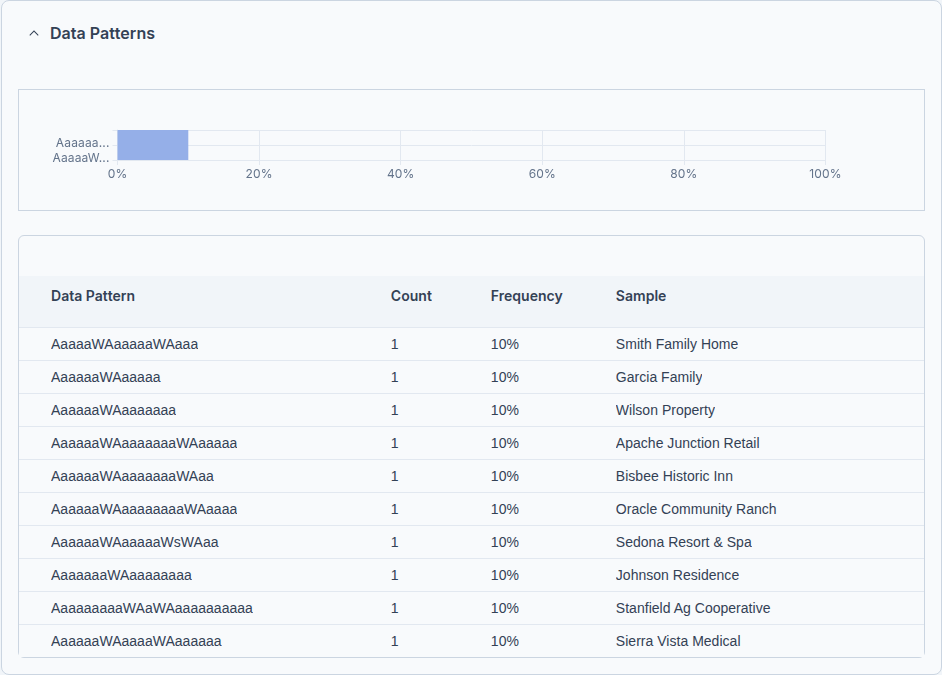 Data Patterns
Aaaaaa...
AaaaaW...
0% 20% 40% 60% 80% 100%
Data Pattern Count Frequency Sample
AaaaaWAaaaaaWAaaa 1 10% Smith Family Home
AaaaaaWAaaaaa 1 10% Garcia Family
AaaaaaWAaaaaaaa 1 10% Wilson Property
AaaaaaWAaaaaaaaWAaaaaa 1 10% Apache Junction Retail
AaaaaaWAaaaaaaaWAaa 1 10% Bisbee Historic Inn
AaaaaaWAaaaaaaaaWAaaaa 1 10% Oracle Community Ranch
AaaaaaWAaaaaaWsWAaa 1 10% Sedona Resort & Spa
AaaaaaaWAaaaaaaaa 1 10% Johnson Residence
AaaaaaaaaWAaWAaaaaaaaaaa 1 10% Stanfield Ag Cooperative
AaaaaaWAaaaaWAaaaaaa 1 10% Sierra Vista Medical